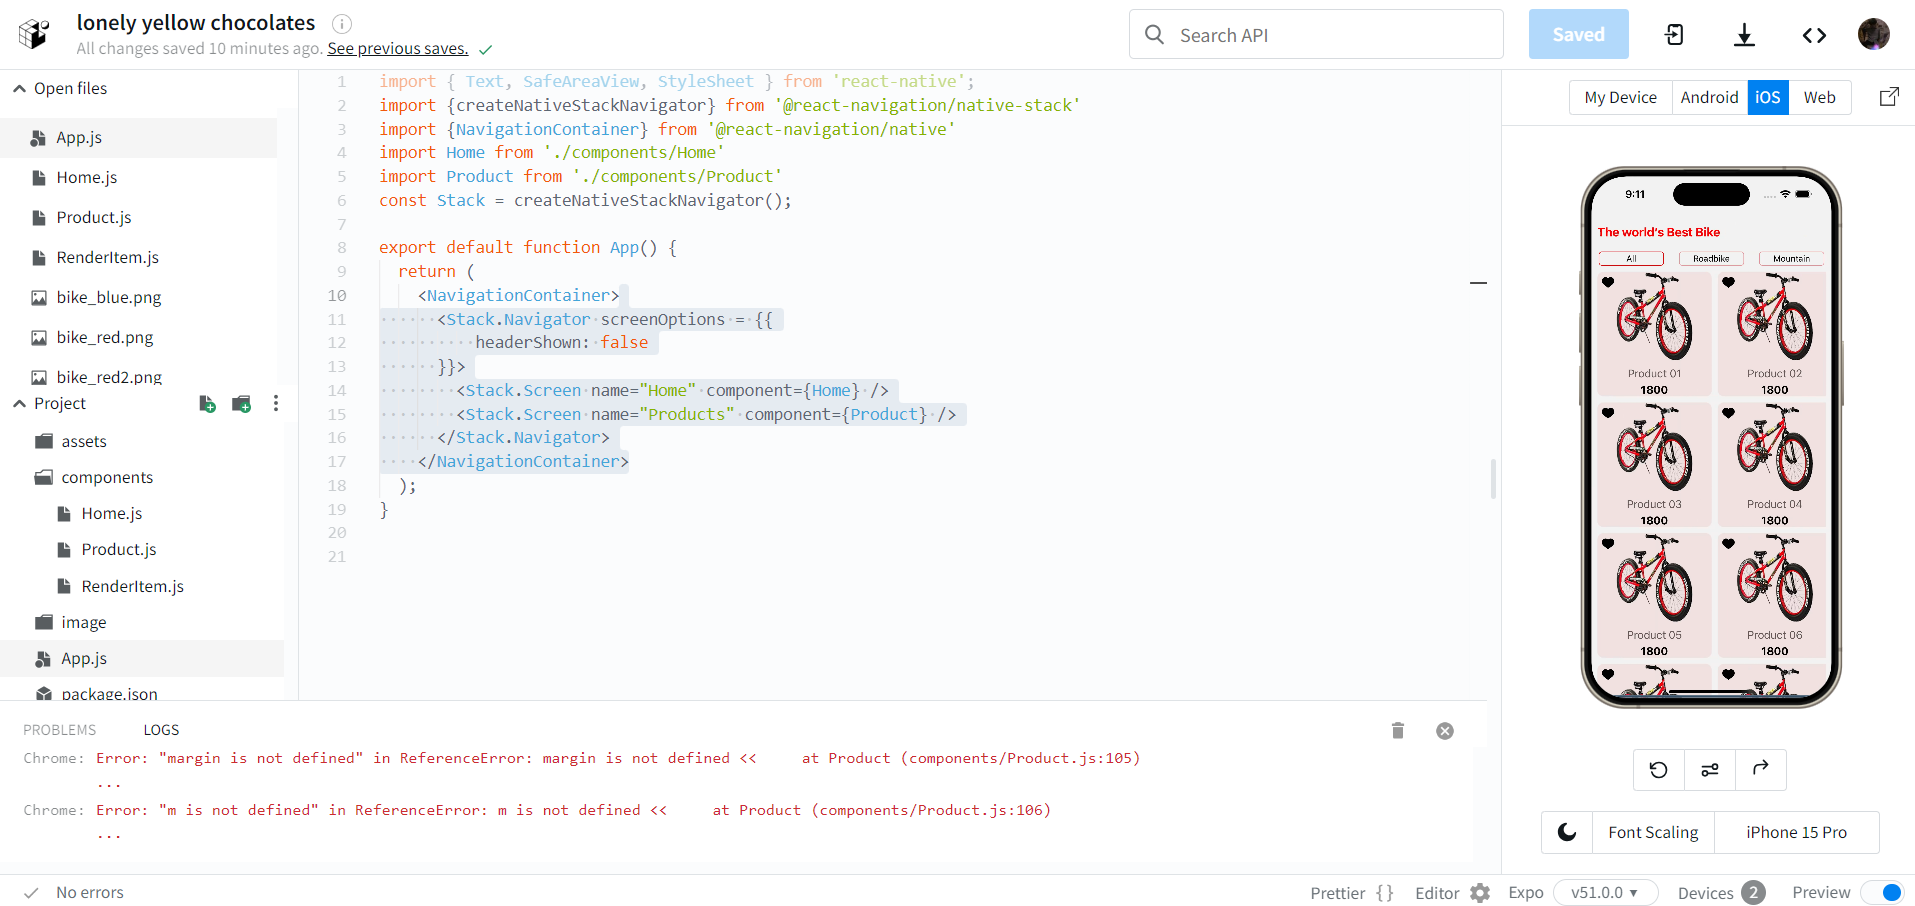 lonely yellow chocolates
All changes saved 10 minutes ago. See previous saves.
Search API
Saved
Open files
App.js
Home.js
Product.js
RenderItem.js
bike_blue.png
bike_red.png
bike_red2.png
Project
assets
components
Home.js
Product.js
RenderItem.js
image
App.js
package.json
1 import { Text, SafeAreaView, StyleSheet } from 'react-native';
2 import {createNativeStackNavigator} from '@react-navigation/native-stack'
3 import {NavigationContainer} from '@react-navigation/native'
4 import Home from './components/Home'
5 import Product from './components/Product'
6 const Stack = createNativeStackNavigator();
7
8 export default function App() {
9 return (
10 <NavigationContainer>
11 <Stack.Navigator screenOptions = {{
12 headerShown: false
13 }}>
14 <Stack.Screen name="Home" component={Home} />
15 <Stack.Screen name="Products" component={Product} />
16 </Stack.Navigator>
17 </NavigationContainer>
18 );
19 }
20
21
My Device Android iOS Web
9:11
The world's Best Bike
All Roadbike Mountain
Product 01 Product 02
1800 1800
Product 03 Product 04
1800 1800
Product 05 Product 06
1800 1800
Font Scaling iPhone 15 Pro
PROBLEMS LOGS
Chrome: Error: "margin is not defined" in ReferenceError: margin is not defined << at Product (components/Product.js:105)
...
Chrome: Error: "m is not defined" in ReferenceError: m is not defined << at Product (components/Product.js:106)
...
No errors
Prettier { } Editor Expo v51.0.0 ▾ Devices 2 Preview